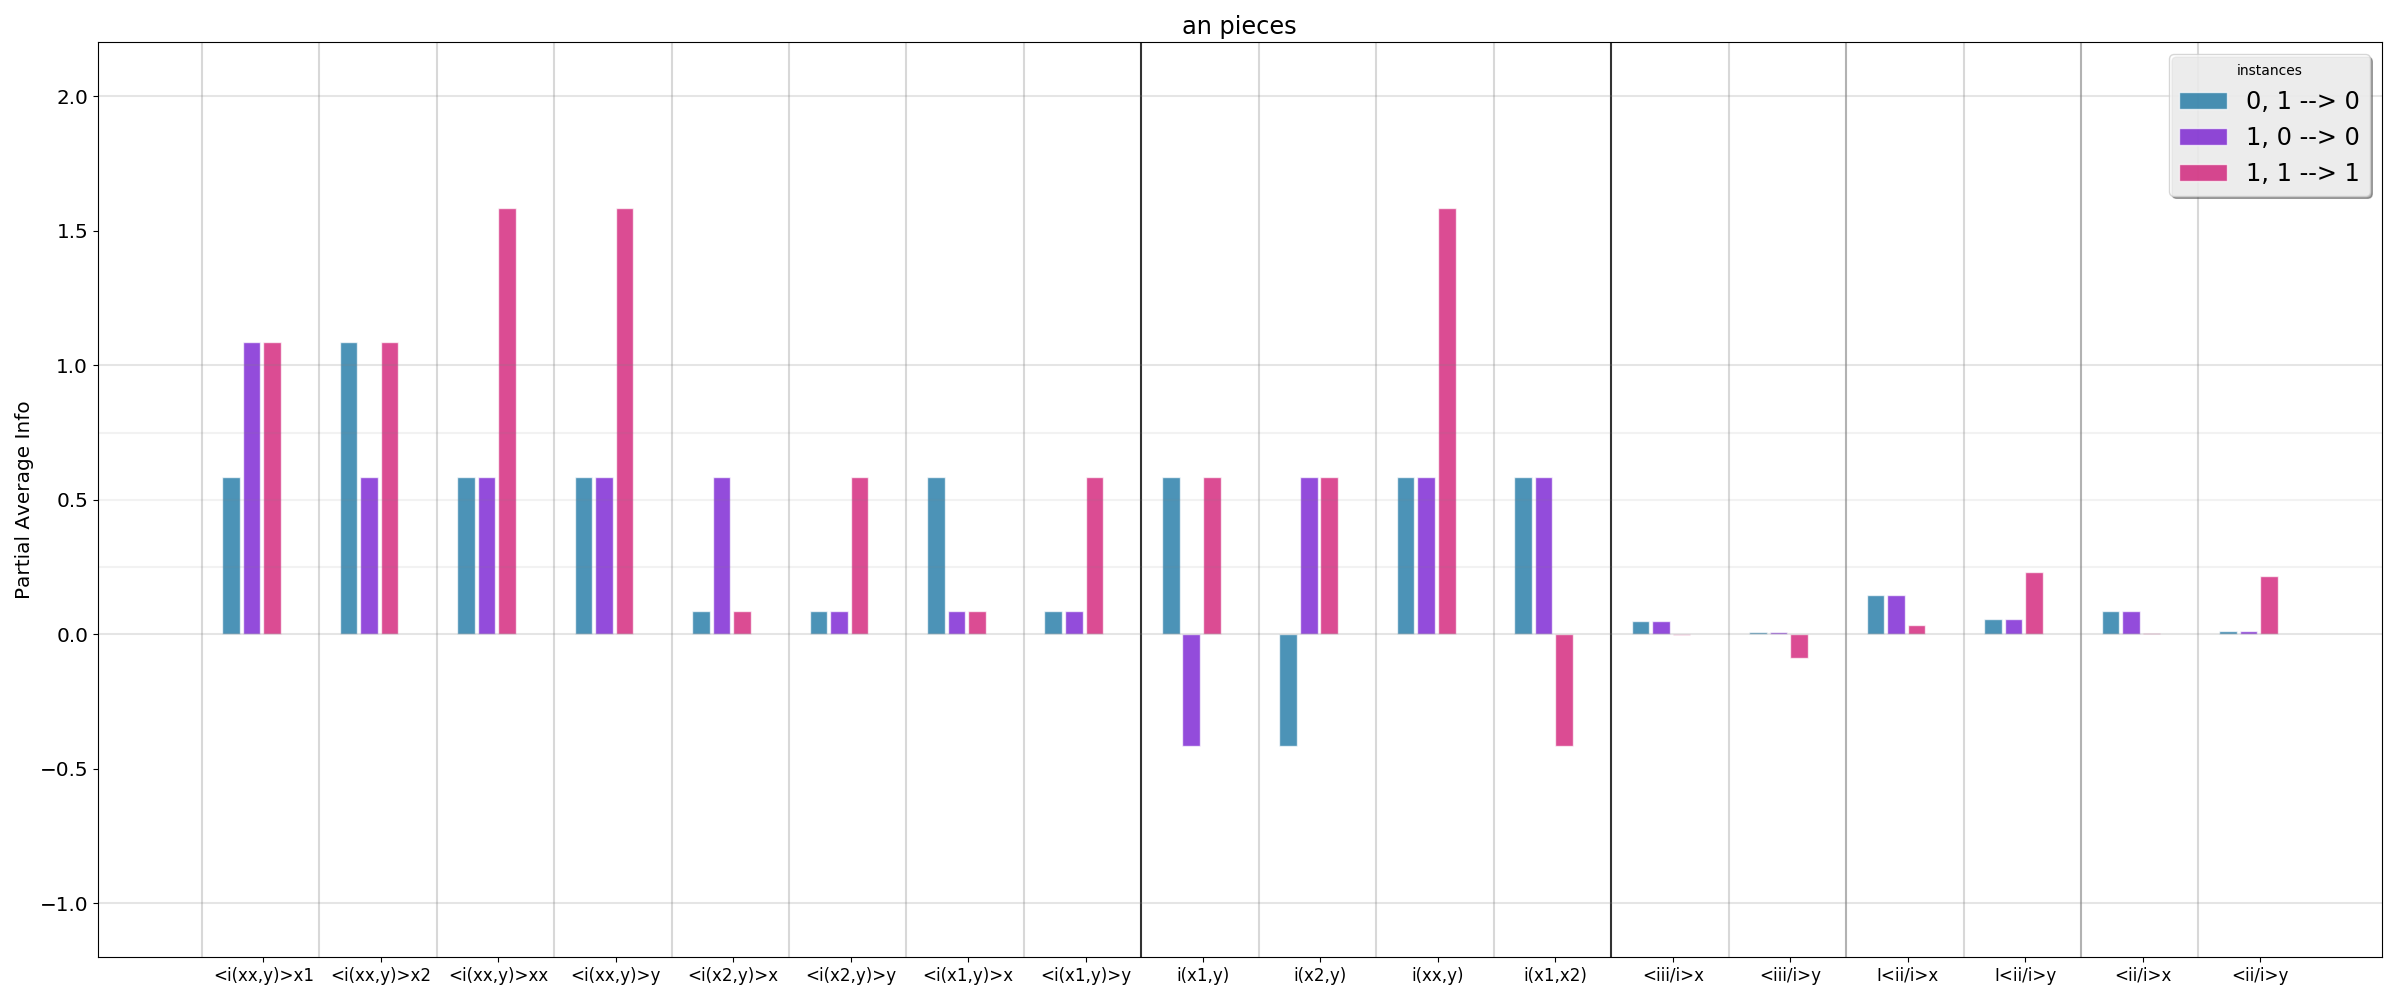 an pieces
Partial Average Info
2.0
1.5
1.0
0.5
0.0
−0.5
−1.0
instances
0, 1 --> 0
1, 0 --> 0
1, 1 --> 1
<i(xx,y)>x1 <i(xx,y)>x2 <i(xx,y)>xx <i(xx,y)>y <i(x2,y)>x <i(x2,y)>y <i(x1,y)>x <i(x1,y)>y i(x1,y) i(x2,y) i(xx,y) i(x1,x2) <iii/i>x <iii/i>y I<ii/i>x I<ii/i>y <ii/i>x <ii/i>y